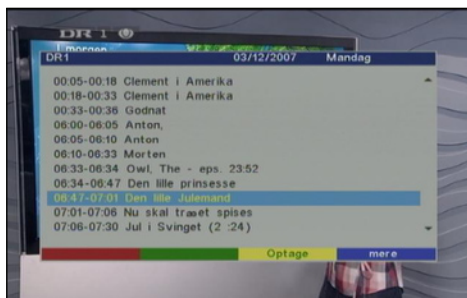 DR 1
I morgen
DR1 03/12/2007 Mandag
00:05-00:18 Clement i Amerika
00:18-00:33 Clement i Amerika
00:33-00:36 Godnat
06:00-06:05 Anton,
06:05-06:10 Anton
06:10-06:33 Morten
06:33-06:34 Owl, The - eps. 23:52
06:34-06:47 Den lille prinsesse
06:47-07:01 Den lille Julemand
07:01-07:06 Nu skal træet spises
07:06-07:30 Jul i Svinget (2 :24)
Optage mere